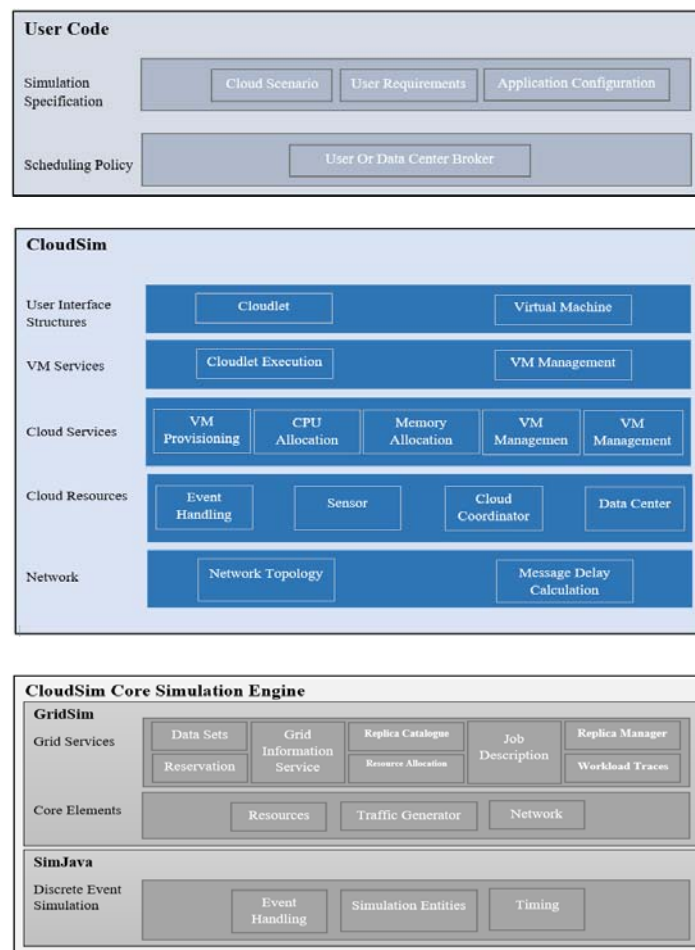 User Code
Simulation
Specification
Cloud Scenario
User Requirements
Application Configuration
Scheduling Policy
User Or Data Center Broker
CloudSim
User Interface
Structures
Cloudlet
Virtual Machine
VM Services
Cloudlet Execution
VM Management
Cloud Services
VM
Provisioning
CPU
Allocation
Memory
Allocation
VM
Managemen
VM
Management
Cloud Resources
Event
Handling
Sensor
Cloud
Coordinator
Data Center
Network
Network Topology
Message Delay
Calculation
CloudSim Core Simulation Engine
GridSim
Grid Services
Data Sets
Reservation
Grid
Information
Service
Replica Catalogue
Resource Allocation
Job
Description
Replica Manager
Workload Traces
Core Elements
Resources
Traffic Generator
Network
SimJava
Discrete Event
Simulation
Event
Handling
Simulation Entities
Timing